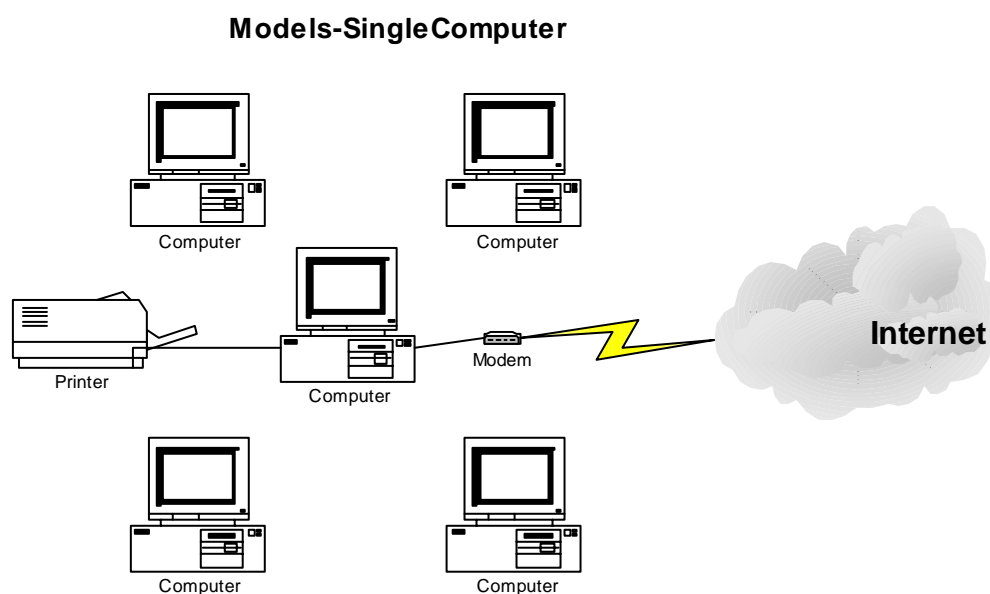 Models-SingleComputer
Computer
Computer
Internet
Modem
Printer
Computer
Computer
Computer